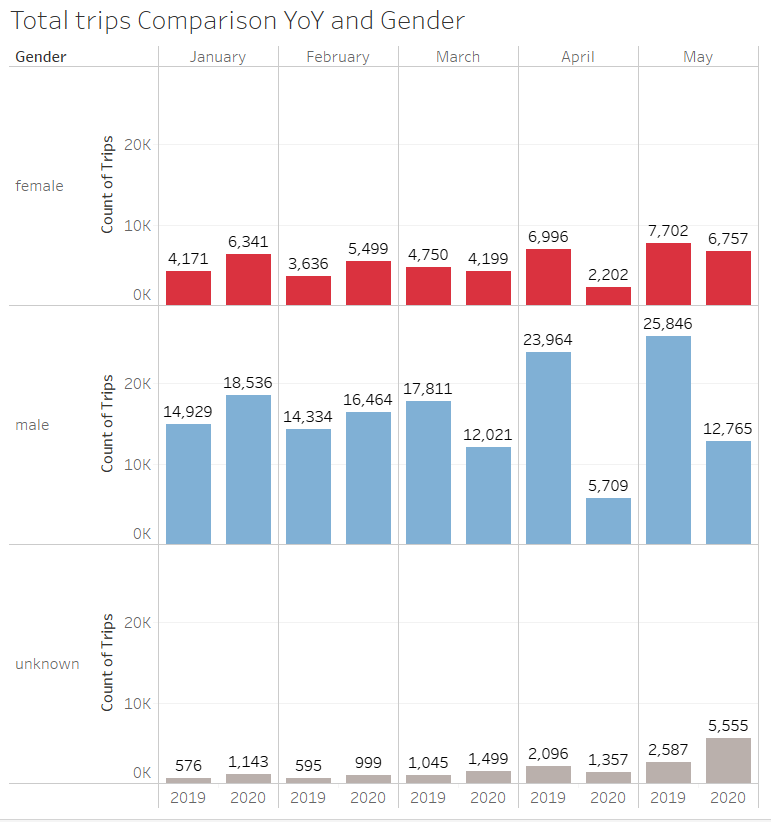 Total trips Comparison YoY and Gender
Gender January February March April May
female
Count of Trips
20K
10K
0K
4,171 6,341 3,636 5,499 4,750 4,199 6,996 2,202 7,702 6,757
male
Count of Trips
20K
10K
0K
14,929 18,536 14,334 16,464 17,811 12,021 23,964 5,709 25,846 12,765
unknown
Count of Trips
20K
10K
0K
576 1,143 595 999 1,045 1,499 2,096 1,357 2,587 5,555
2019 2020 2019 2020 2019 2020 2019 2020 2019 2020